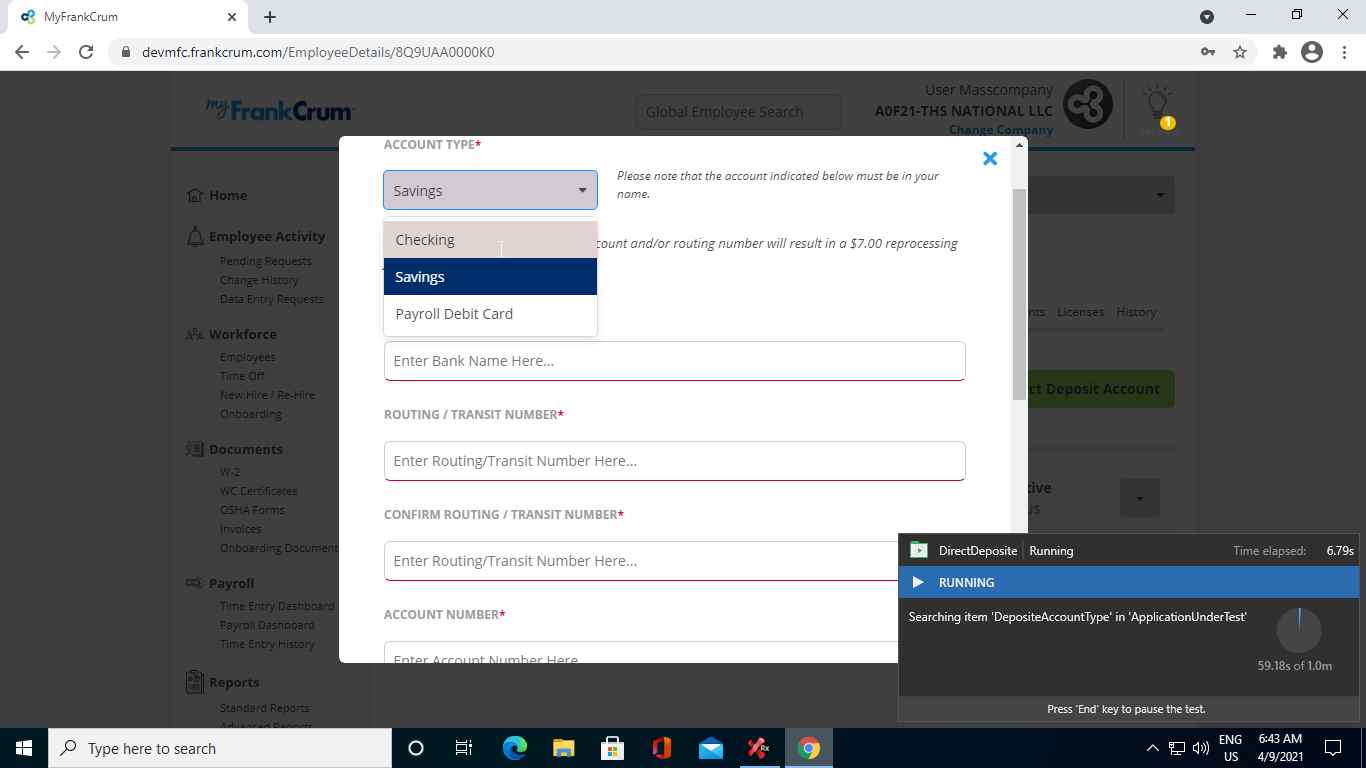 MyFrankCrum
devmfc.frankcrum.com/EmployeeDetails/8Q9UAA0000K0
my FrankCrum
Global Employee Search
User Masscompany
A0F21-THS NATIONAL LLC
Change Company
1
Home
Employee Activity
Pending Requests
Change History
Data Entry Requests
Workforce
Employees
Time Off
New Hire / Re-Hire
Onboarding
Documents
W-2
WC Certificates
OSHA Forms
Invoices
Onboarding Document
Payroll
Time Entry Dashboard
Payroll Dashboard
Time Entry History
Reports
Standard Reports
Advanced Reports
ACCOUNT TYPE*
Savings
Please note that the account indicated below must be in your
name.
Checking
Savings
Payroll Debit Card
count and/or routing number will result in a $7.00 reprocessing
Enter Bank Name Here...
ROUTING / TRANSIT NUMBER*
Enter Routing/Transit Number Here...
CONFIRM ROUTING / TRANSIT NUMBER*
Enter Routing/Transit Number Here...
ACCOUNT NUMBER*
Enter Account Number Here
nts Licenses History
ct Deposit Account
tive
US
DirectDeposite Running
Time elapsed: 6.79s
RUNNING
Searching item 'DepositeAccountType' in 'ApplicationUnderTest'
59.18s of 1.0m
Press 'End' key to pause the test.
Type here to search
Rx
ENG
US
6:43 AM
4/9/2021